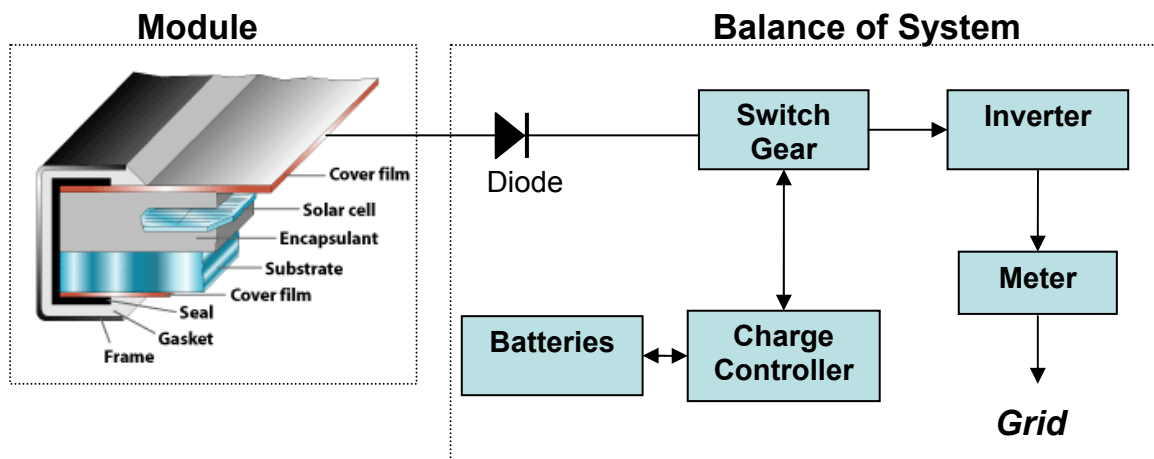 Module
Cover film
Solar cell
Encapsulant
Substrate
Cover film
Seal
Gasket
Frame
Balance of System
Diode
Switch
Gear
Inverter
Meter
Grid
Charge
Controller
Batteries